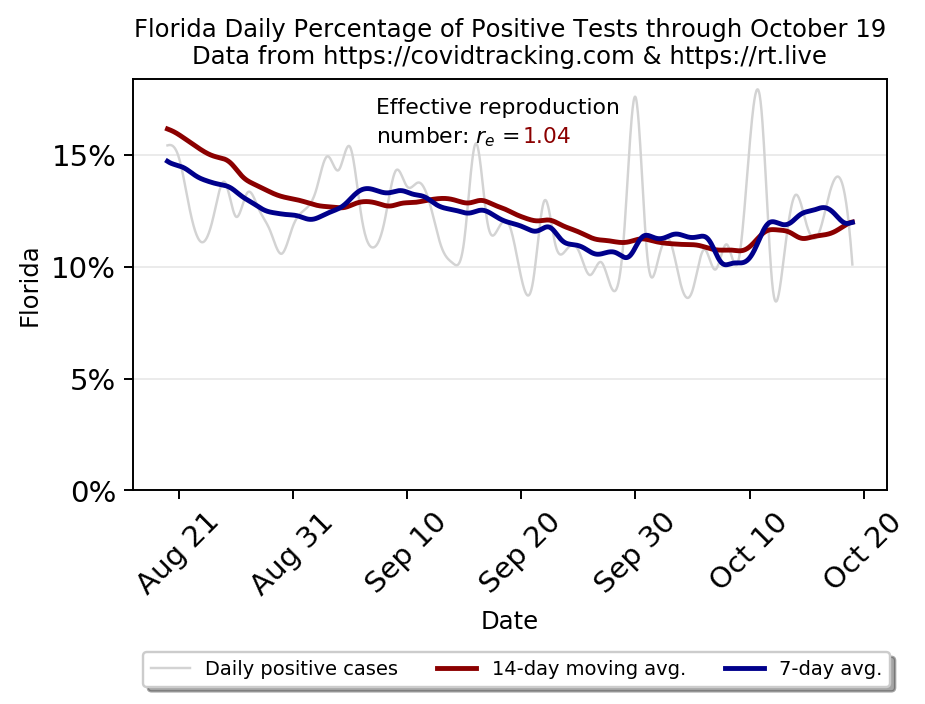 Florida Daily Percentage of Positive Tests through October 19
Data from https://covidtracking.com & https://rt.live
Effective reproduction
number: rₑ =1.04
15%
10%
5%
0%
Florida
Aug 21
Aug 31
Sep 10
Sep 20
Sep 30
Oct 10
Oct 20
Date
Daily positive cases
14-day moving avg.
7-day avg.